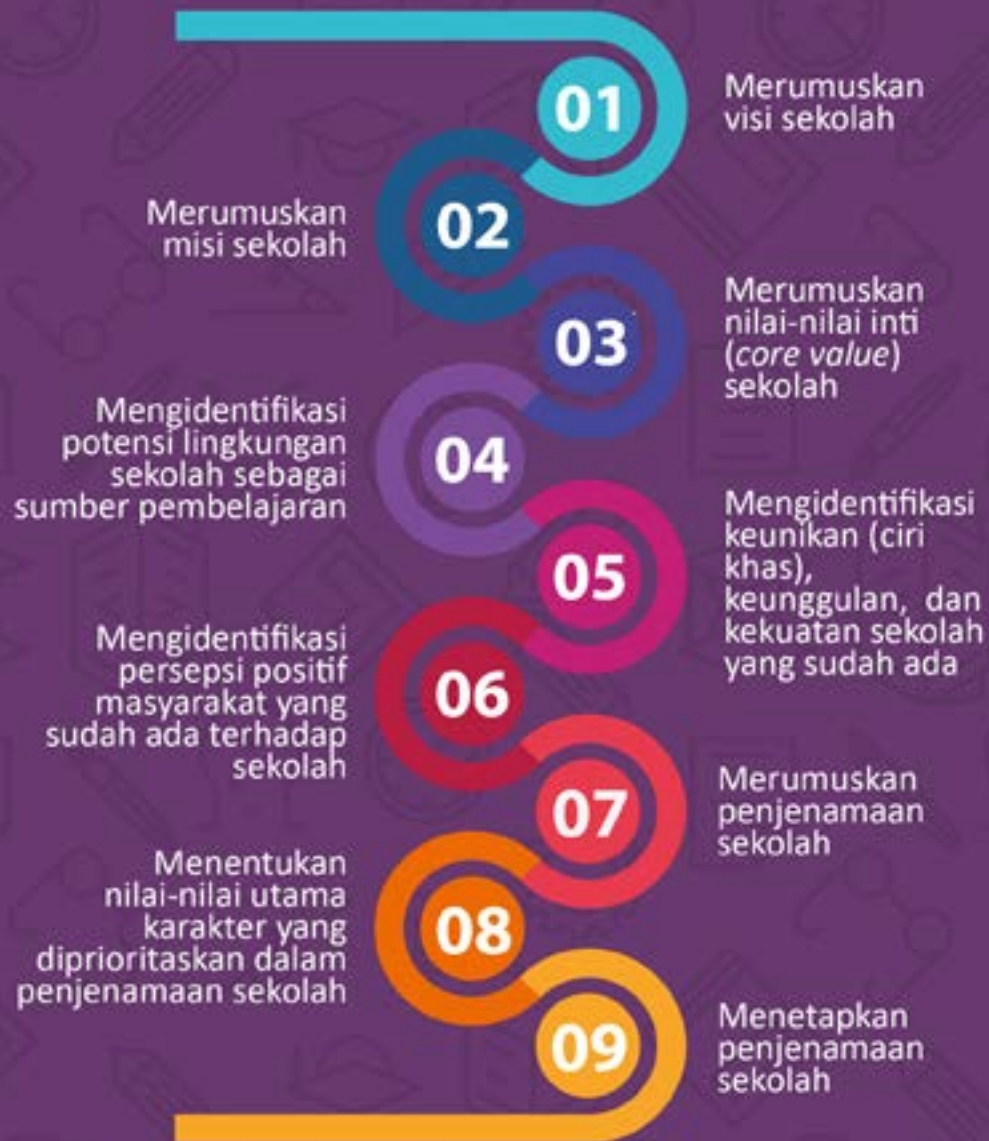 01
Merumuskan
visi sekolah
02
Merumuskan
misi sekolah
03
Merumuskan
nilai-nilai inti
(core value)
sekolah
04
Mengidentifikasi
potensi lingkungan
sekolah sebagai
sumber pembelajaran
05
Mengidentifikasi
keunikan (ciri
khas),
keunggulan, dan
kekuatan sekolah
yang sudah ada
06
Mengidentifikasi
persepsi positif
masyarakat yang
sudah ada terhadap
sekolah
07
Merumuskan
penjenamaan
sekolah
08
Menentukan
nilai-nilai utama
karakter yang
diprioritaskan dalam
penjenamaan sekolah
09
Menetapkan
penjenamaan
sekolah